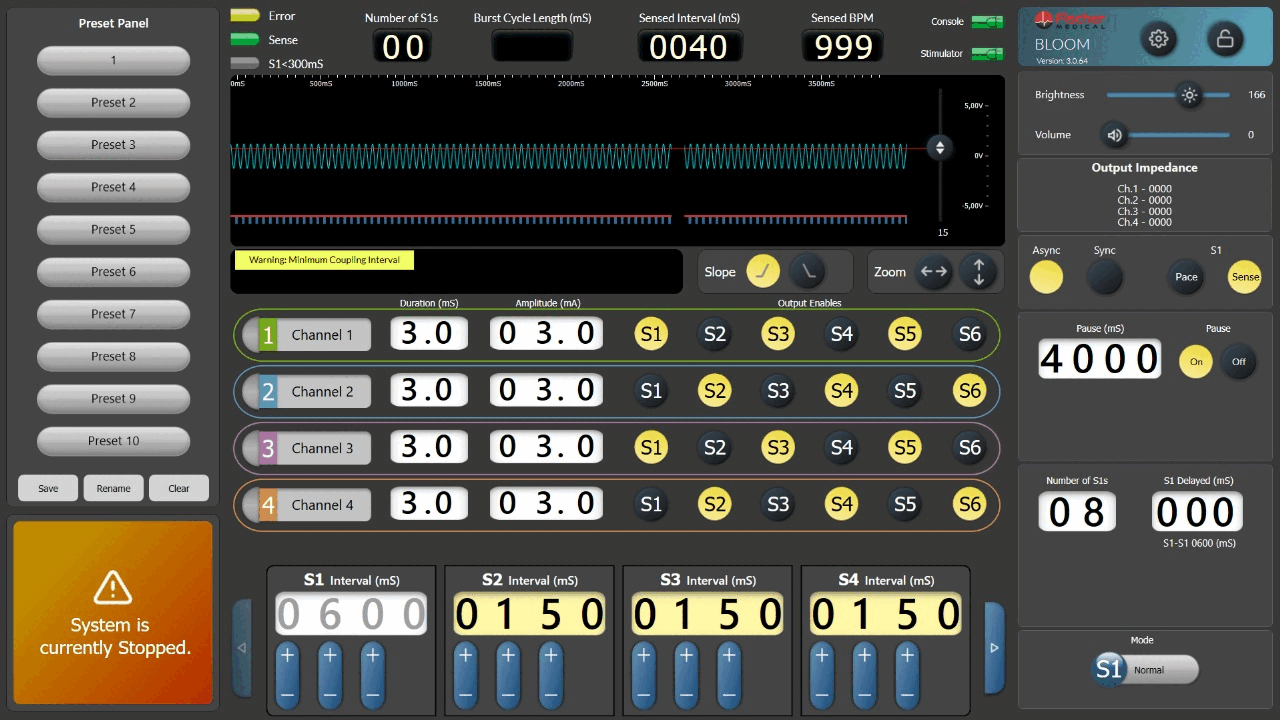 Preset Panel
1
Preset 2
Preset 3
Preset 4
Preset 5
Preset 6
Preset 7
Preset 8
Preset 9
Preset 10
Save Rename Clear
System is
currently Stopped.
Error
Sense
S1<300mS
Number of S1s
00
Burst Cycle Length (mS)
Sensed Interval (mS)
0040
Sensed BPM
999
Console
Stimulator
0mS 500mS 1000mS 1500mS 2000mS 2500mS 3000mS 3500mS
5,00V
0V
-5,00V
15
Warning: Minimum Coupling Interval
Slope
Zoom
Duration (mS) Amplitude (mA) Output Enables
1 Channel 1 3.0 03.0 S1 S2 S3 S4 S5 S6
2 Channel 2 3.0 03.0 S1 S2 S3 S4 S5 S6
3 Channel 3 3.0 03.0 S1 S2 S3 S4 S5 S6
4 Channel 4 3.0 03.0 S1 S2 S3 S4 S5 S6
S1 Interval (mS)
0600
+ + +
− − −
S2 Interval (mS)
0150
+ + +
− − −
S3 Interval (mS)
0150
+ + +
− − −
S4 Interval (mS)
0150
+ + +
− − −
Fischer
MEDICAL
BLOOM
Version: 3.0.64
Brightness 166
Volume 0
Output Impedance
Ch.1 - 0000
Ch.2 - 0000
Ch.3 - 0000
Ch.4 - 0000
Async Sync S1
Pace Sense
Pause (mS) Pause
4000 On Off
Number of S1s S1 Delayed (mS)
08 000
S1-S1 0600 (mS)
Mode
S1 Normal